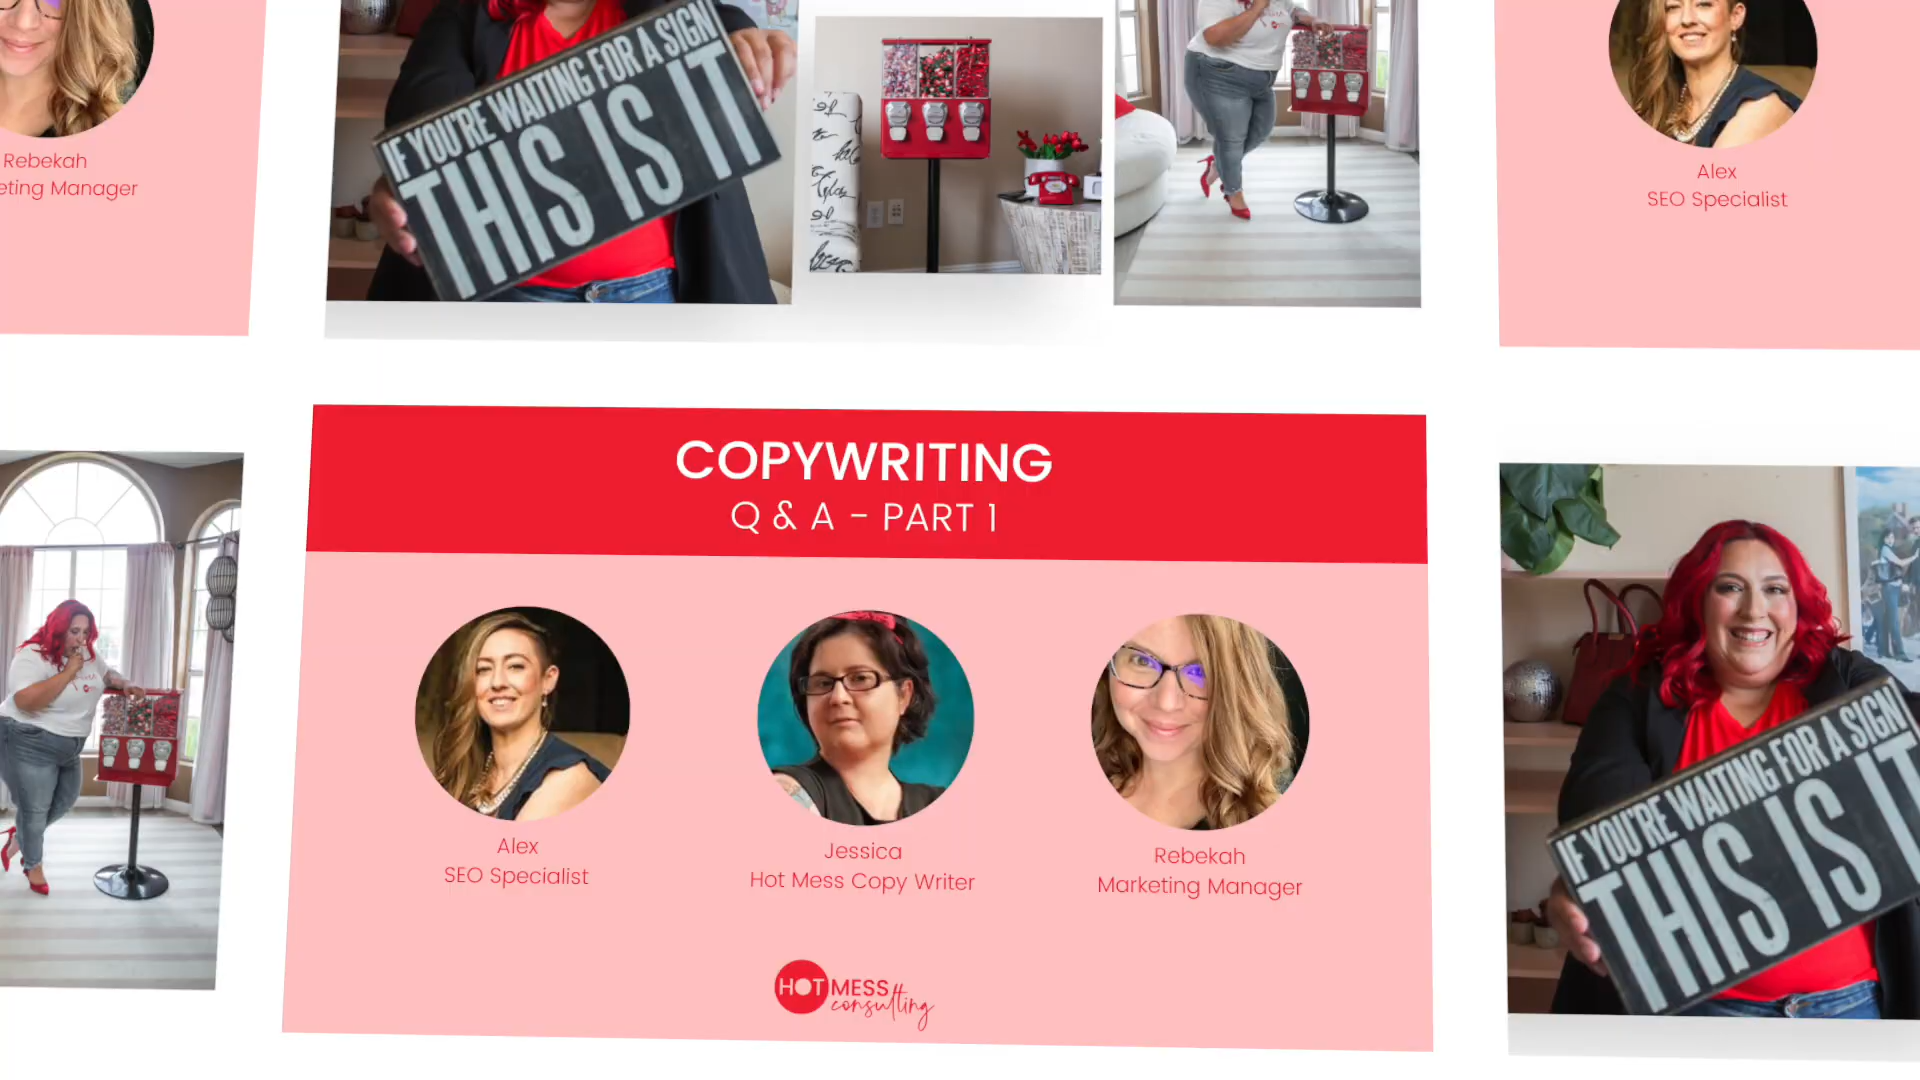 Rebekah
eting Manager
IF YOU'RE WAITING FOR A SIGN
THIS IS IT
Alex
SEO Specialist
COPYWRITING
Q & A - PART 1
Alex
SEO Specialist
Jessica
Hot Mess Copy Writer
Rebekah
Marketing Manager
HOT MESS
consulting
IF YOU'RE WAITING FOR A SIGN
THIS IS IT